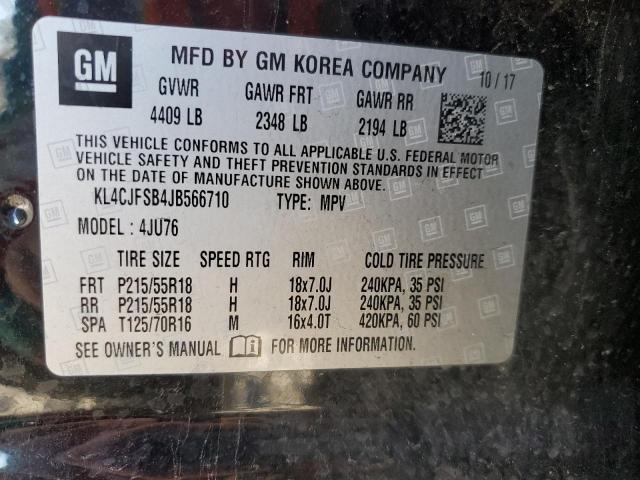 GM
MFD BY GM KOREA COMPANY 10 / 17
GVWR GAWR FRT GAWR RR
4409 LB 2348 LB 2194 LB
THIS VEHICLE CONFORMS TO ALL APPLICABLE U.S. FEDERAL MOTOR
VEHICLE SAFETY AND THEFT PREVENTION STANDARDS IN EFFECT
ON THE DATE OF MANUFACTURE SHOWN ABOVE.
KL4CJFSB4JB566710 TYPE: MPV
MODEL : 4JU76
TIRE SIZE SPEED RTG RIM COLD TIRE PRESSURE
FRT P215/55R18 H 18x7.0J 240KPA, 35 PSI
RR P215/55R18 H 18x7.0J 240KPA, 35 PSI
SPA T125/70R16 M 16x4.0T 420KPA, 60 PSI
SEE OWNER'S MANUAL FOR MORE INFORMATION.